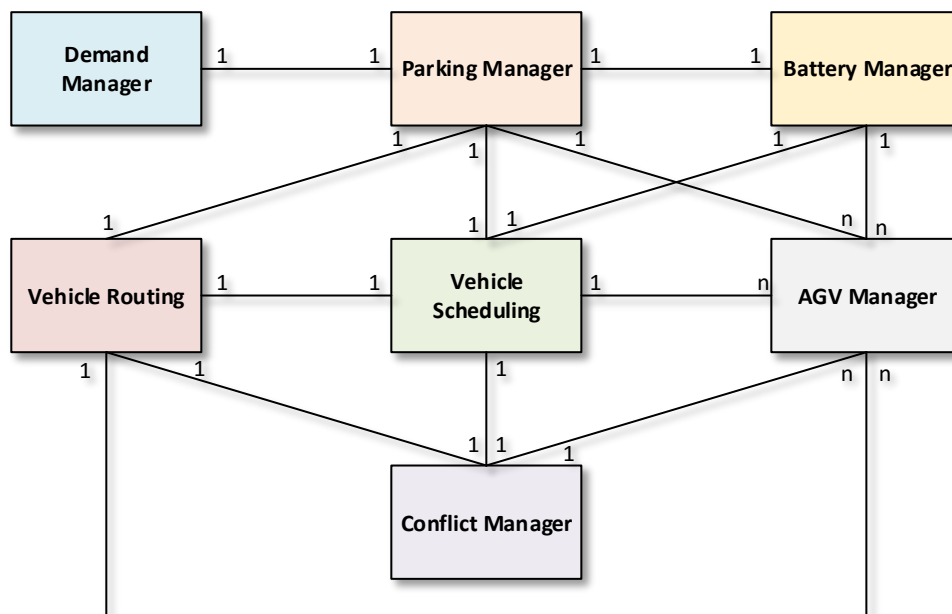 Demand
Manager
1
1
Parking Manager
1
1
Battery Manager
1
1
1
1
1
1
1
1
n
n
Vehicle Routing
1
1
Vehicle
Scheduling
1
n
AGV Manager
1
1
1
n
n
1
1
1
Conflict Manager